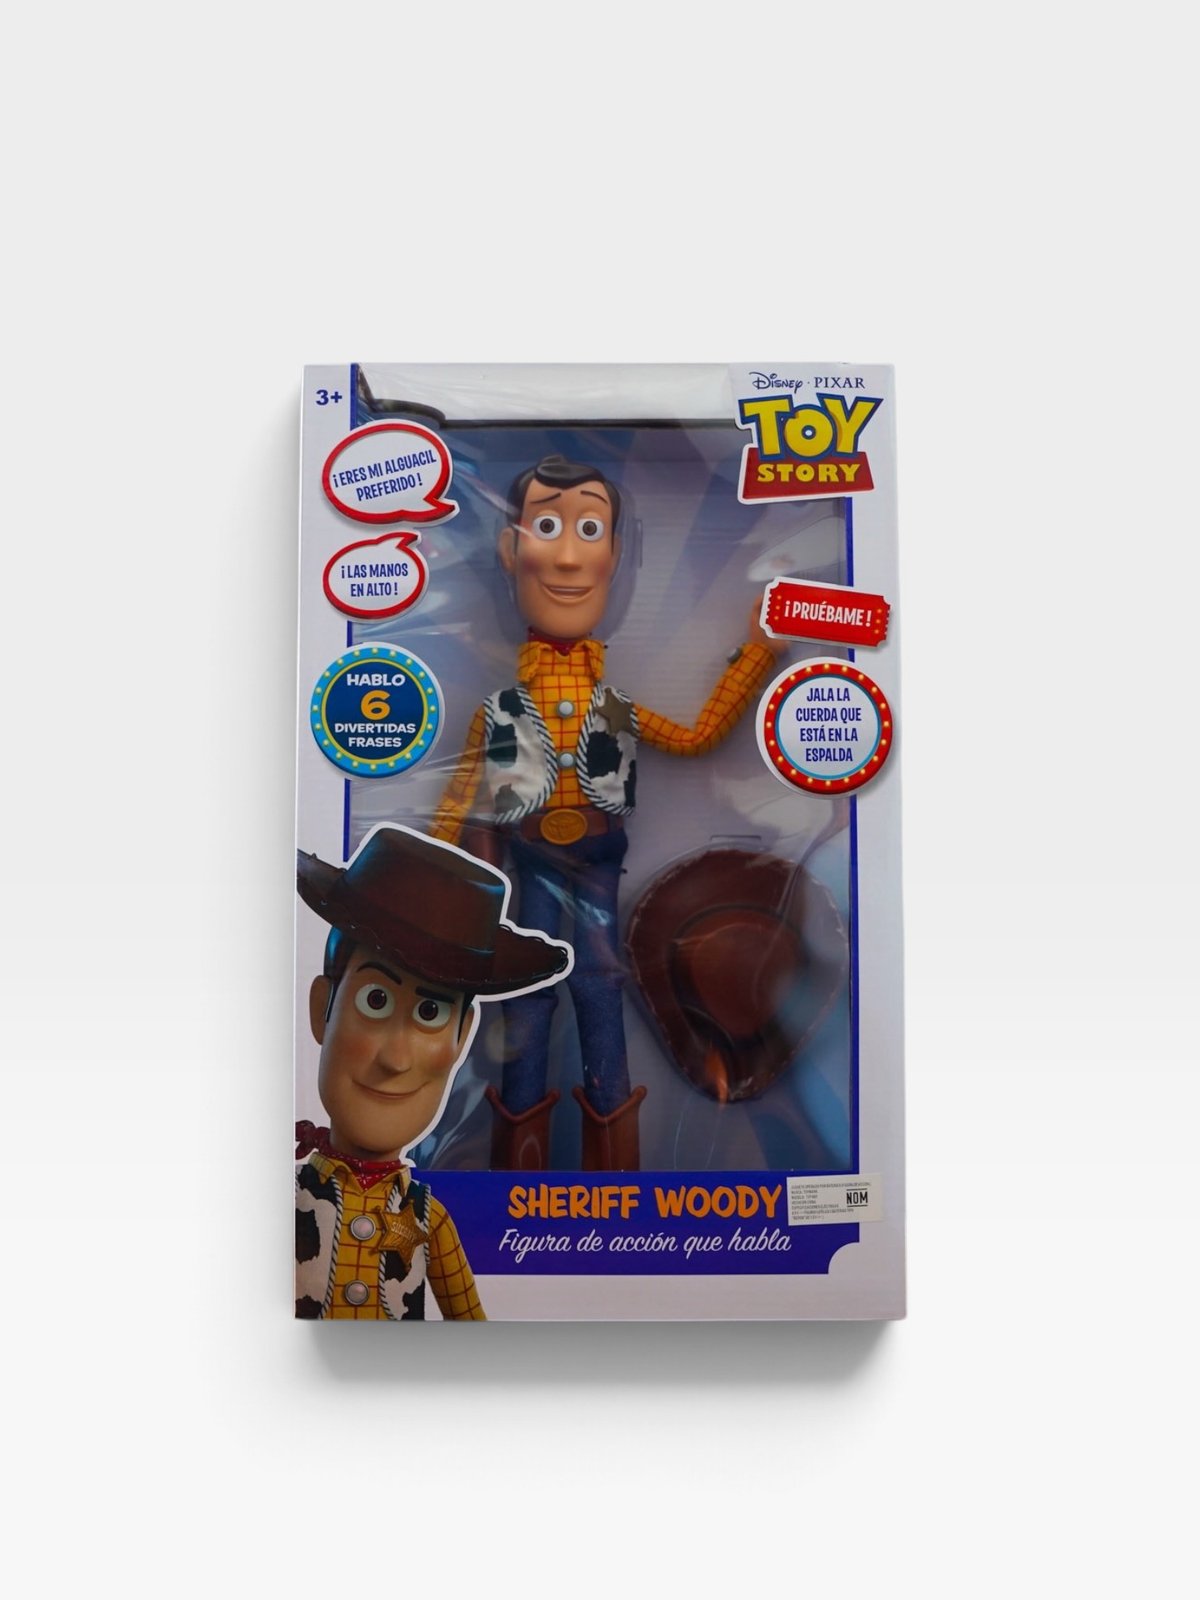 3+
Disney · PIXAR
TOY
STORY
¡ERES MI ALGUACIL
PREFERIDO!
¡LAS MANOS
EN ALTO!
¡PRUÉBAME!
HABLO
6
DIVERTIDAS
FRASES
JALA LA
CUERDA QUE
ESTÁ EN LA
ESPALDA
SHERIFF WOODY
Figura de acción que habla
NOM